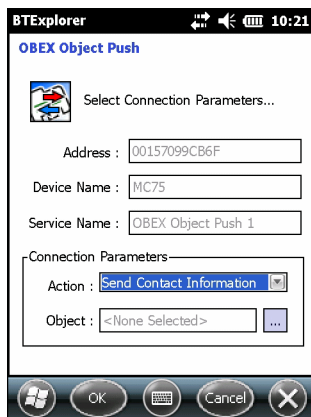 BTExplorer 10:21
OBEX Object Push
Select Connection Parameters...
Address : 00157099CB6F
Device Name : MC75
Service Name : OBEX Object Push 1
Connection Parameters
Action : Send Contact Information
Object : <None Selected> ...
OK Cancel